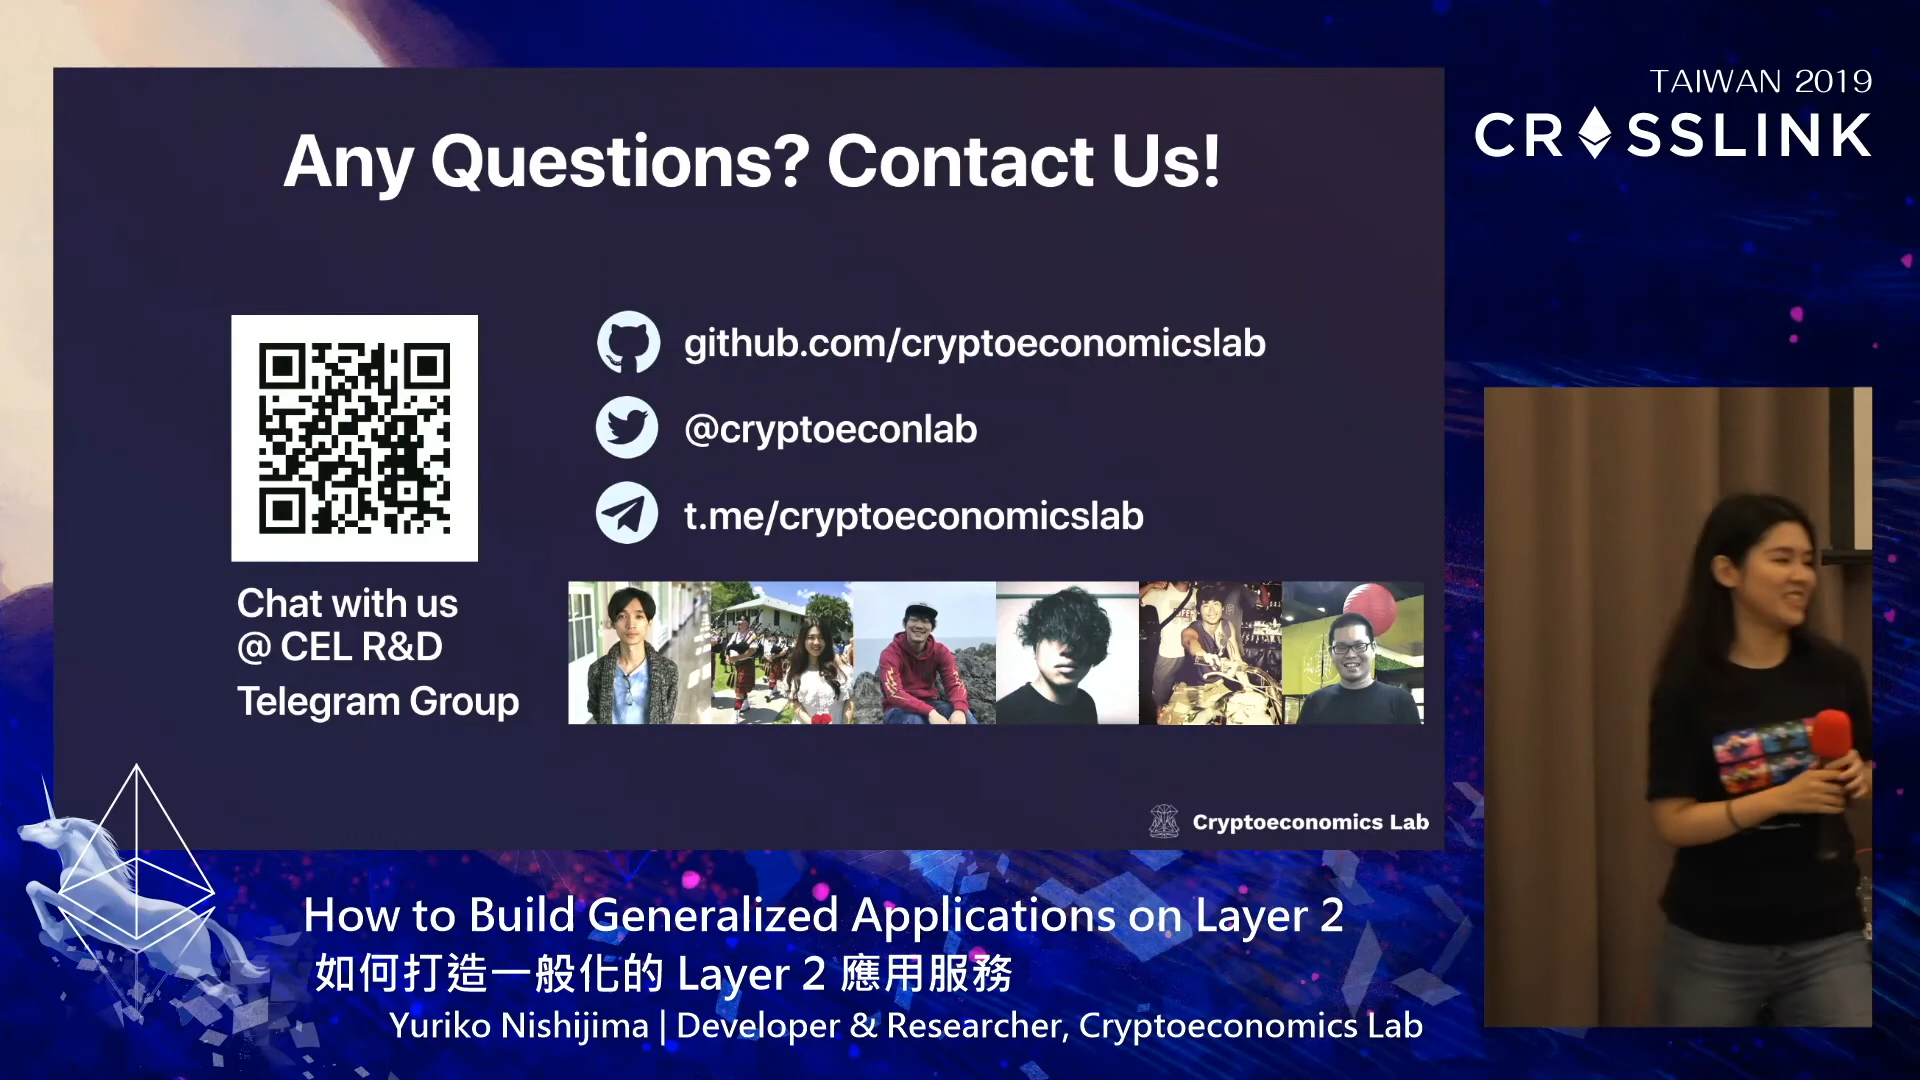 TAIWAN 2019
CROSSLINK
Any Questions? Contact Us!
github.com/cryptoeconomicslab
@cryptoeconlab
t.me/cryptoeconomicslab
Chat with us
@ CEL R&D
Telegram Group
Cryptoeconomics Lab
How to Build Generalized Applications on Layer 2
如何打造一般化的 Layer 2 應用服務
Yuriko Nishijima | Developer & Researcher, Cryptoeconomics Lab